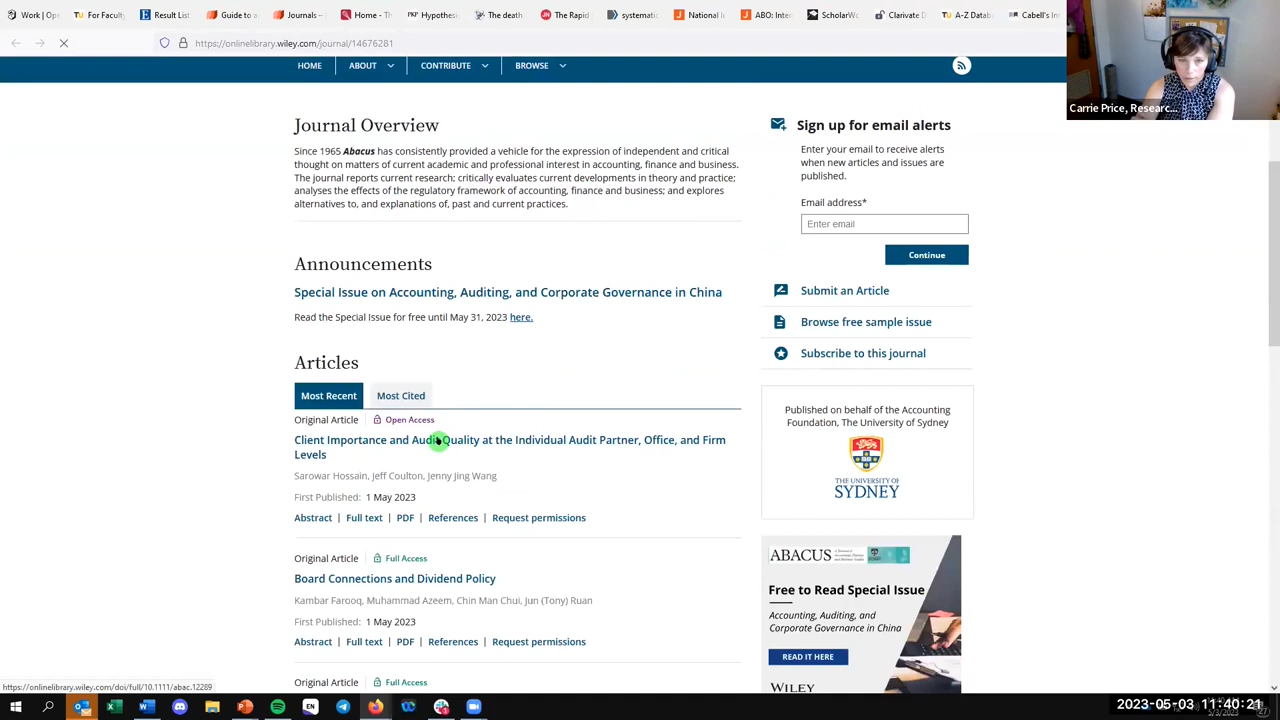 Up
TU For Faculty
EX Result List
Guide to a
Journals –
Home -
PKP Hypothes
The death
JN The Rapid
systematic
National In
ABO: Inter
ScholarWo
Clarivate D
TU A-Z Databa
Cabell's In
https://onlinelibrary.wiley.com/journal/14676281
HOME
ABOUT
CONTRIBUTE
BROWSE
Carrie Price, Researc...
Journal Overview
Since 1965 Abacus has consistently provided a vehicle for the expression of independent and critical
thought on matters of current academic and professional interest in accounting, finance and business.
The journal reports current research; critically evaluates current developments in theory and practice;
analyses the effects of the regulatory framework of accounting, finance and business; and explores
alternatives to, and explanations of, past and current practices.
Announcements
Special Issue on Accounting, Auditing, and Corporate Governance in China
Read the Special Issue for free until May 31, 2023 here.
Articles
Most Recent
Most Cited
Original Article
Open Access
Client Importance and Audit Quality at the Individual Audit Partner, Office, and Firm
Levels
Sarowar Hossain, Jeff Coulton, Jenny Jing Wang
First Published: 1 May 2023
Abstract | Full text | PDF | References | Request permissions
Original Article
Full Access
Board Connections and Dividend Policy
Kambar Farooq, Muhammad Azeem, Chin Man Chui, Jun (Tony) Ruan
First Published: 1 May 2023
Abstract | Full text | PDF | References | Request permissions
Original Article
Full Access
Sign up for email alerts
Enter your email to receive alerts
when new articles and issues are
published.
Email address*
Enter email
Continue
Submit an Article
Browse free sample issue
Subscribe to this journal
Published on behalf of the Accounting
Foundation, The University of Sydney
THE UNIVERSITY OF
SYDNEY
ABACUS
Free to Read Special Issue
Accounting, Auditing, and
Corporate Governance in China
READ IT HERE
WILEY
https://onlinelibrary.wiley.com/doi/full/10.1111/abac.12289
EN
2023-05-03 11:40:21
5/3/2023